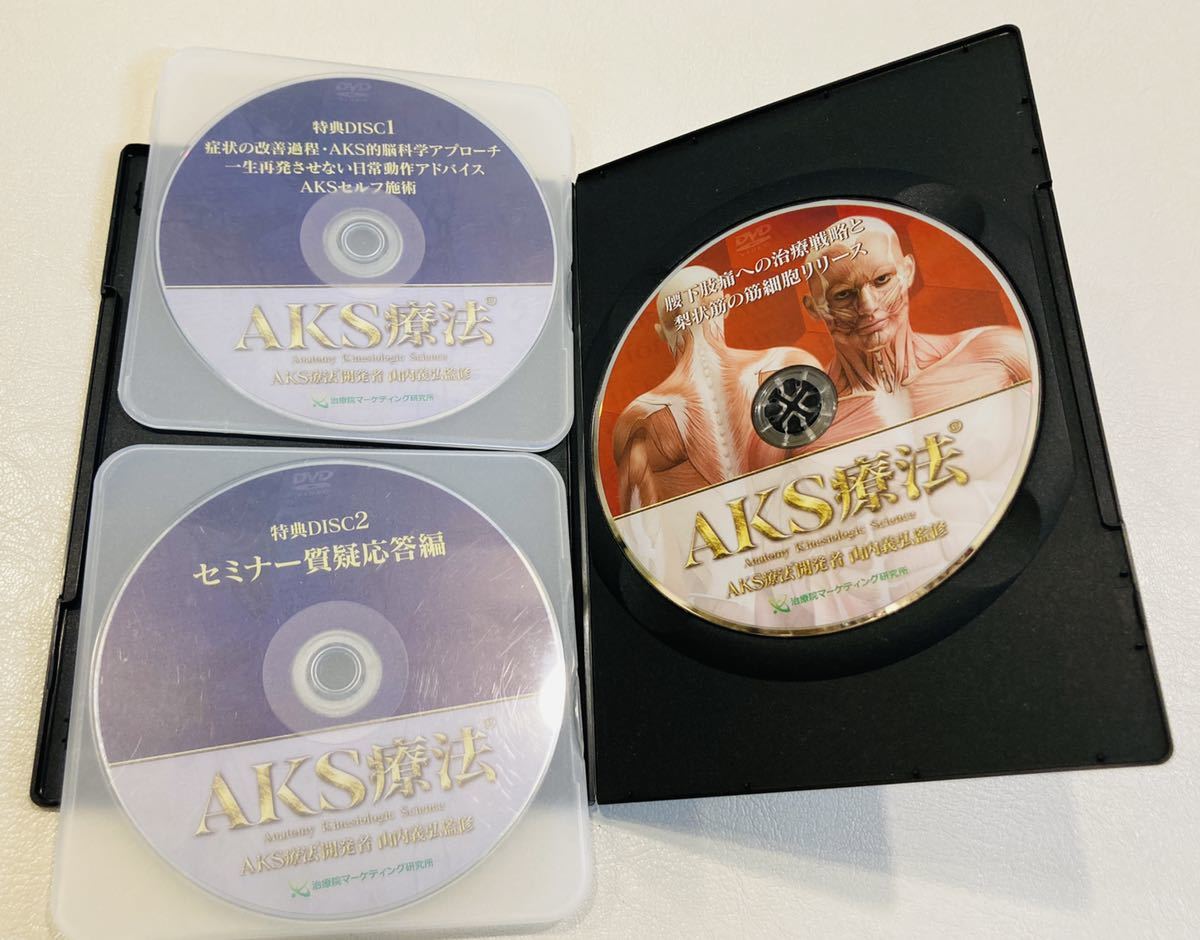 DVD
特典DISC1
症状の改善過程・AKS的脳科学アプローチ
一生再発させない日常動作アドバイス
AKSセルフ施術
AKS療法®
Anatomy Kinesiologic Science
AKS療法開発者 山内義弘監修
治療院マーケティング研究所
DVD
特典DISC2
セミナー質疑応答編
AKS療法®
Anatomy Kinesiologic Science
AKS療法開発者 山内義弘監修
治療院マーケティング研究所
DVD
腰下肢痛への治療戦略と
梨状筋の筋細胞リリース
AKS療法®
Anatomy Kinesiologic Science
AKS療法開発者 山内義弘監修
治療院マーケティング研究所